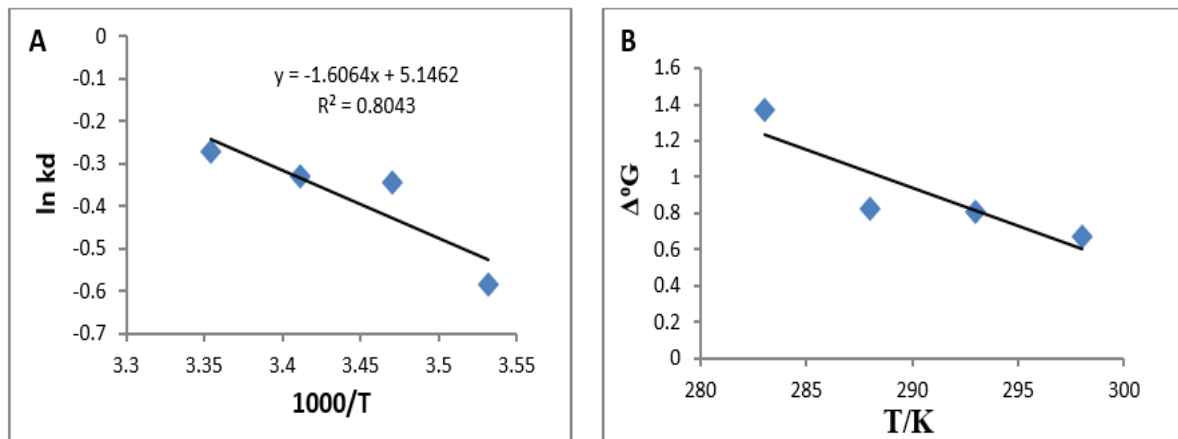 A
0
-0.1
-0.2
-0.3
-0.4
-0.5
-0.6
-0.7
ln kd
y = -1.6064x + 5.1462
R² = 0.8043
3.3 3.35 3.4 3.45 3.5 3.55
1000/T
B
1.6
1.4
1.2
1
0.8
0.6
0.4
0.2
0
Δ°G
280 285 290 295 300
T/K